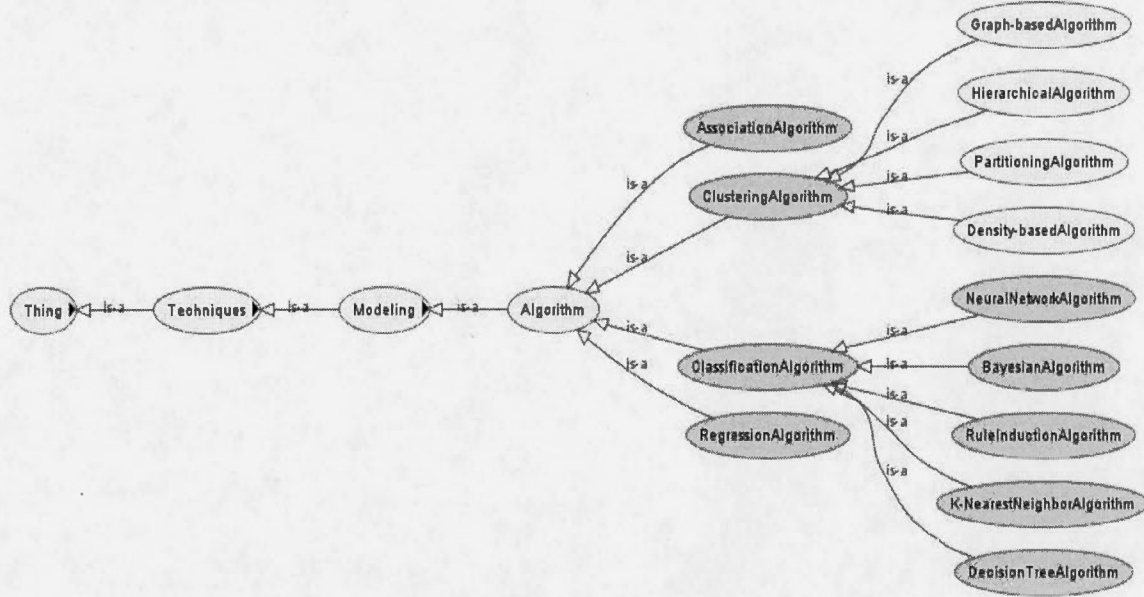 Graph-basedAlgorithm
is-a
HierarchicalAlgorithm
AssociationAlgorithm
is-a
PartitioningAlgorithm
is-a
is-a
ClusteringAlgorithm
is-a
Density-basedAlgorithm
is-a
NeuralNetworkAlgorithm
Thing
is-a
Techniques
is-a
Modeling
is-a
Algorithm
is-a
is-a
ClassificationAlgorithm
is-a
BayesianAlgorithm
is-a
is-a
is-a
RegressionAlgorithm
RuleInductionAlgorithm
is-a
K-NearestNeighborAlgorithm
DecisionTreeAlgorithm